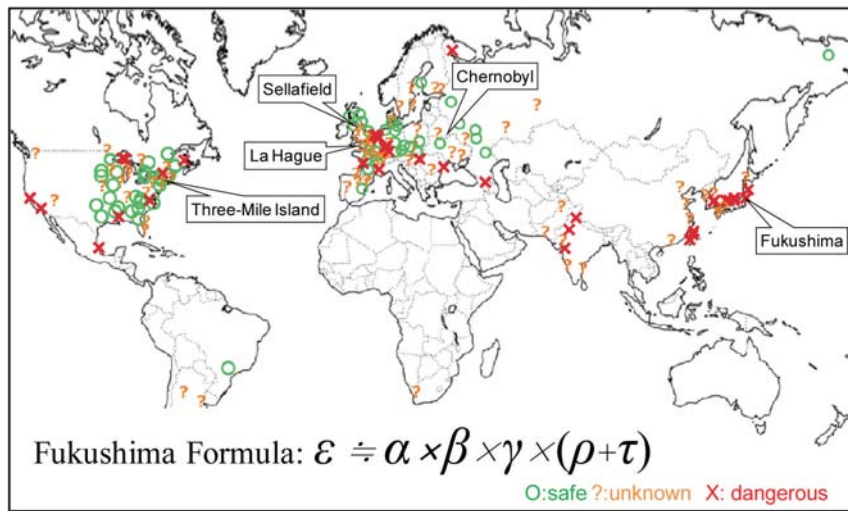 Sellafield
Chernobyl
La Hague
Three-Mile Island
Fukushima
Fukushima Formula: ε ≒ α × β × γ × (ρ+τ)
O:safe ?:unknown X: dangerous